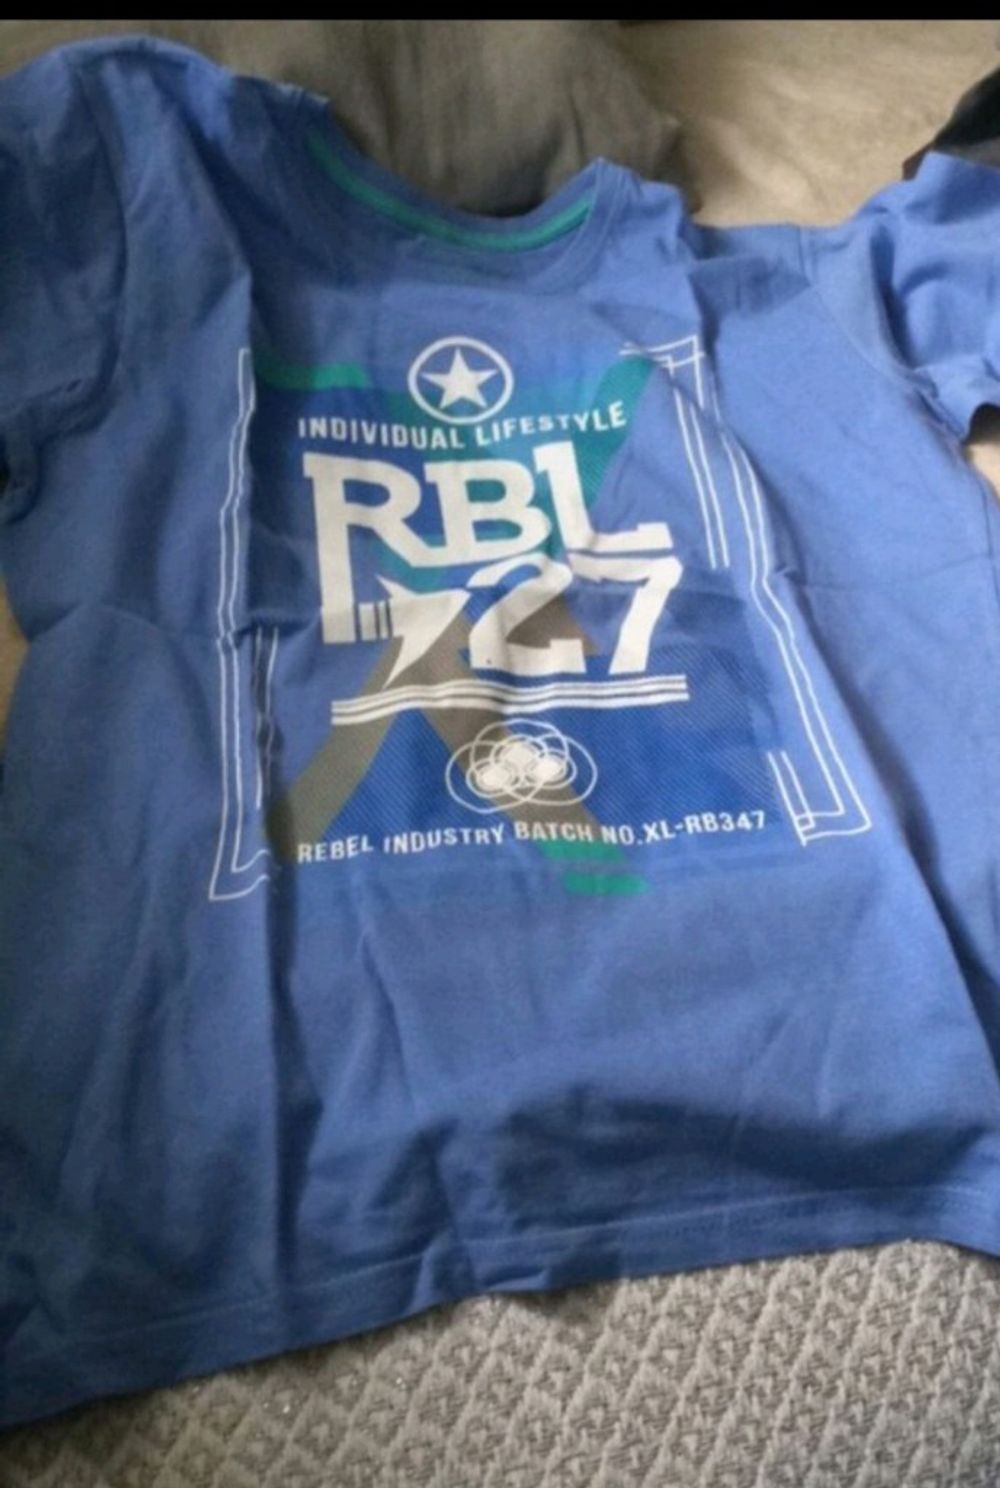 INDIVIDUAL LIFESTYLE
RBL
27
REBEL INDUSTRY BATCH NO.XL-RB347